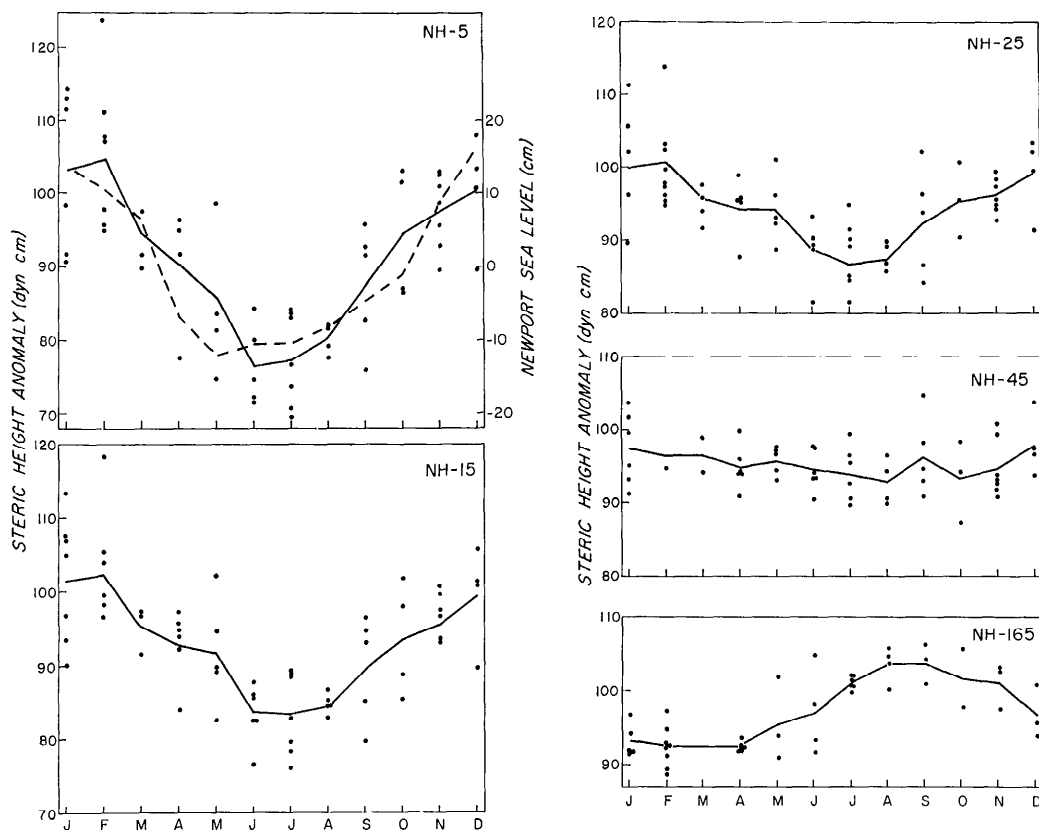 NH-5
120
110
100
90
80
70
20
10
0
-10
-20
STERIC HEIGHT ANOMALY (dyn cm)
NEWPORT SEA LEVEL (cm)
NH-15
120
110
100
90
80
70
J F M A M J J A S O N D
NH-25
120
110
100
90
80
STERIC HEIGHT ANOMALY (dyn cm)
NH-45
110
100
90
80
NH-165
110
100
90
J F M A M J J A S O N D